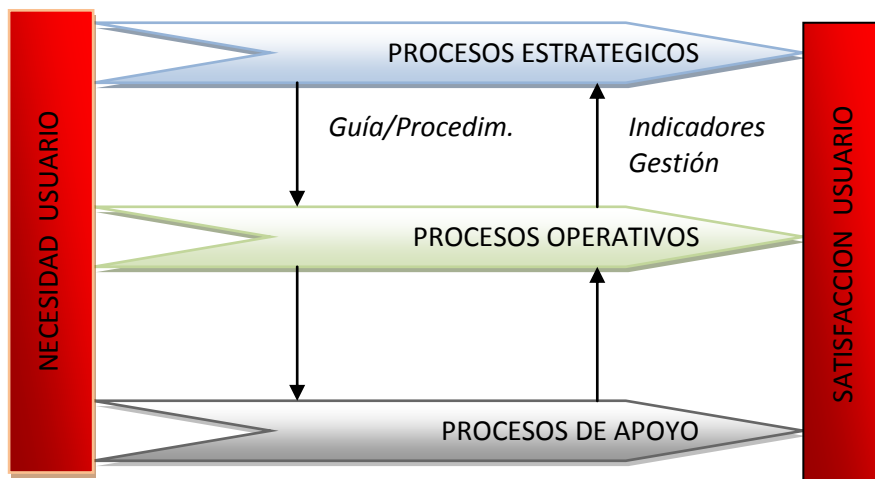 NECESIDAD USUARIO
PROCESOS ESTRATEGICOS
Guía/Procedim.
Indicadores
Gestión
PROCESOS OPERATIVOS
PROCESOS DE APOYO
SATISFACCION USUARIO